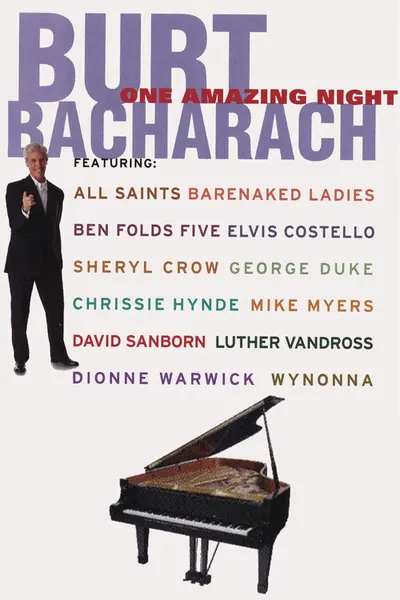 BURT
ONE AMAZING NIGHT
BACHARACH
FEATURING:
ALL SAINTS BARENAKED LADIES
BEN FOLDS FIVE ELVIS COSTELLO
SHERYL CROW GEORGE DUKE
CHRISSIE HYNDE MIKE MYERS
DAVID SANBORN LUTHER VANDROSS
DIONNE WARWICK WYNONNA